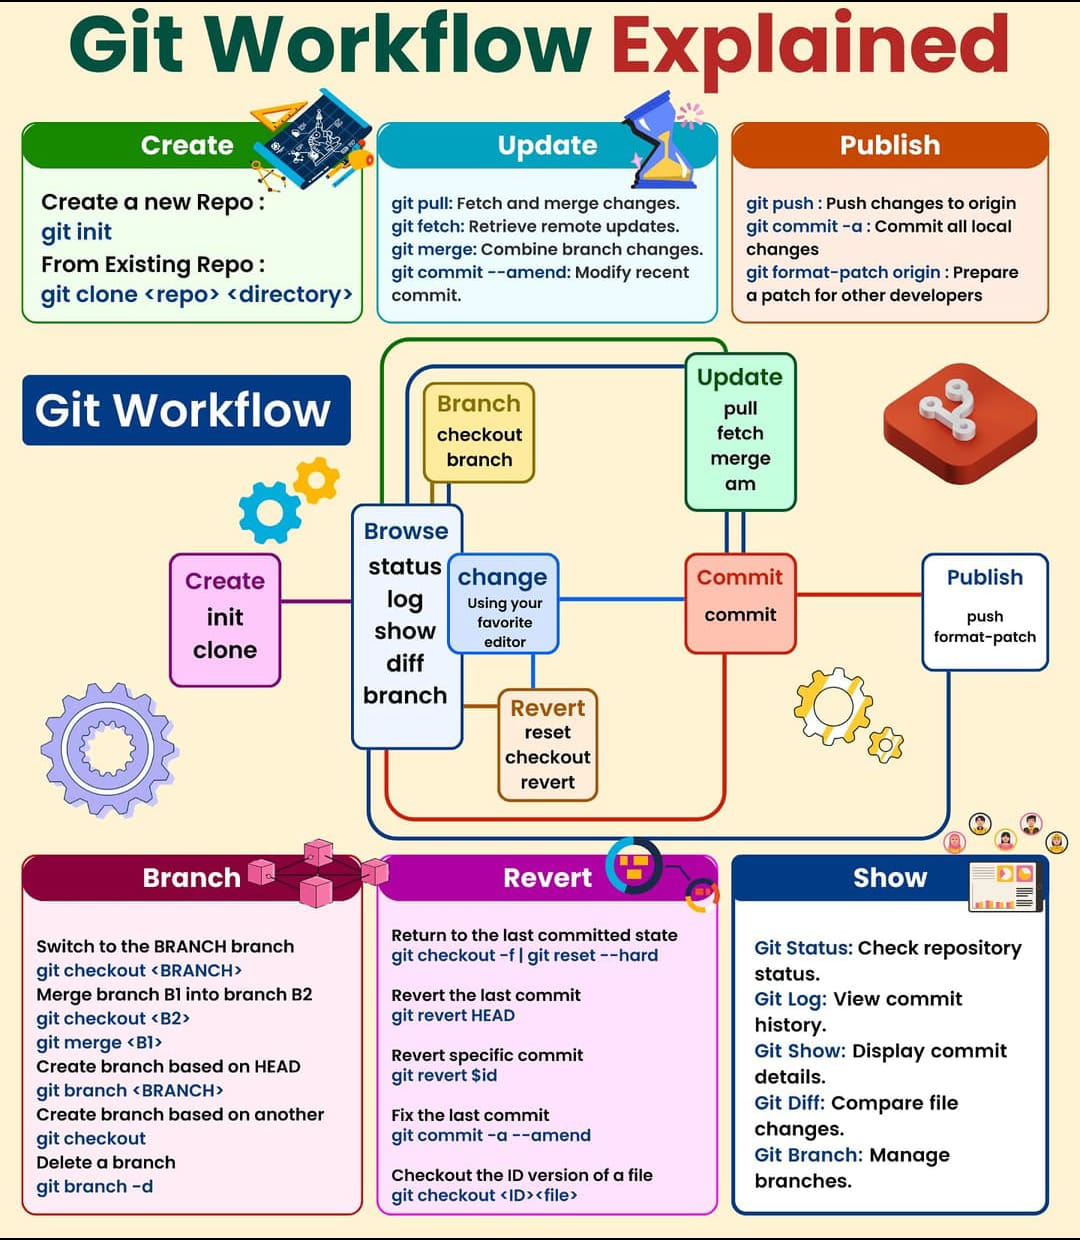 Git Workflow Explained
Create
Create a new Repo :
git init
From Existing Repo :
git clone <repo> <directory>
Update
git pull: Fetch and merge changes.
git fetch: Retrieve remote updates.
git merge: Combine branch changes.
git commit --amend: Modify recent
commit.
Publish
git push : Push changes to origin
git commit -a : Commit all local
changes
git format-patch origin : Prepare
a patch for other developers
Git Workflow
Branch
checkout
branch
Update
pull
fetch
merge
am
Create
init
clone
Browse
status
log
show
diff
branch
change
Using your
favorite
editor
Commit
commit
Publish
push
format-patch
Revert
reset
checkout
revert
Branch
Switch to the BRANCH branch
git checkout <BRANCH>
Merge branch B1 into branch B2
git checkout <B2>
git merge <B1>
Create branch based on HEAD
git branch <BRANCH>
Create branch based on another
git checkout
Delete a branch
git branch -d
Revert
Return to the last committed state
git checkout -f | git reset --hard
Revert the last commit
git revert HEAD
Revert specific commit
git revert $id
Fix the last commit
git commit -a --amend
Checkout the ID version of a file
git checkout <ID><file>
Show
Git Status: Check repository
status.
Git Log: View commit
history.
Git Show: Display commit
details.
Git Diff: Compare file
changes.
Git Branch: Manage
branches.